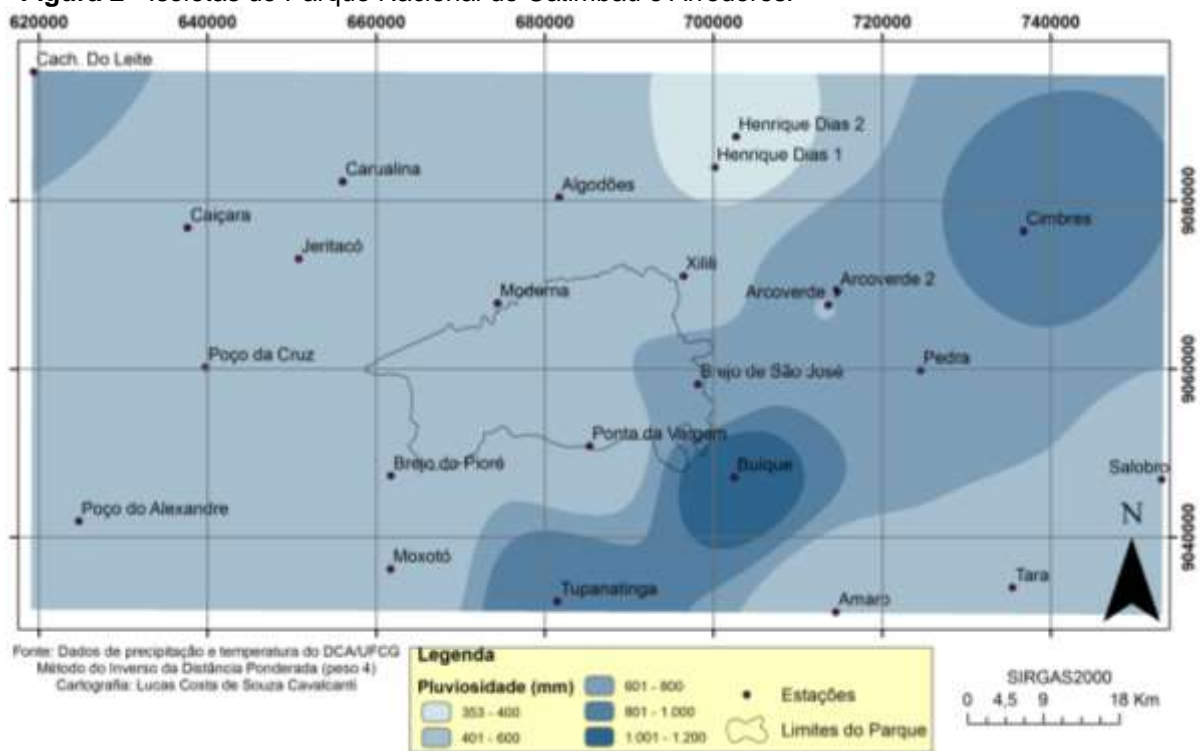 Figura 2 - Isoietas do Parque Nacional do Catimbau e Arredores.
620000 640000 660000 680000 700000 720000 740000
Cach. Do Leite
Henrique Dias 2
Henrique Dias 1
Carualina
Algodões
9080000
Caiçara
Cimbres
Jeritacó
Xilili
Arcoverde 2
Moderna
Arcoverde
Poço da Cruz
Pedra
9060000
Brejo de São José
Ponta da Vargem
Brejo do Pioré
Buíque
Salobro
Poço do Alexandre
N
9040000
Moxotó
Tara
Tupanatinga
Amaro
Fonte: Dados de precipitação e temperatura do DCA/UFCG
Método do Inverso da Distância Ponderada (peso 4)
Cartografia: Lucas Costa de Souza Cavalcanti
Legenda
Pluviosidade (mm)
353 - 400
401 - 600
601 - 800
801 - 1.000
1.001 - 1.200
Estações
Limites do Parque
SIRGAS2000
0 4,5 9 18 Km